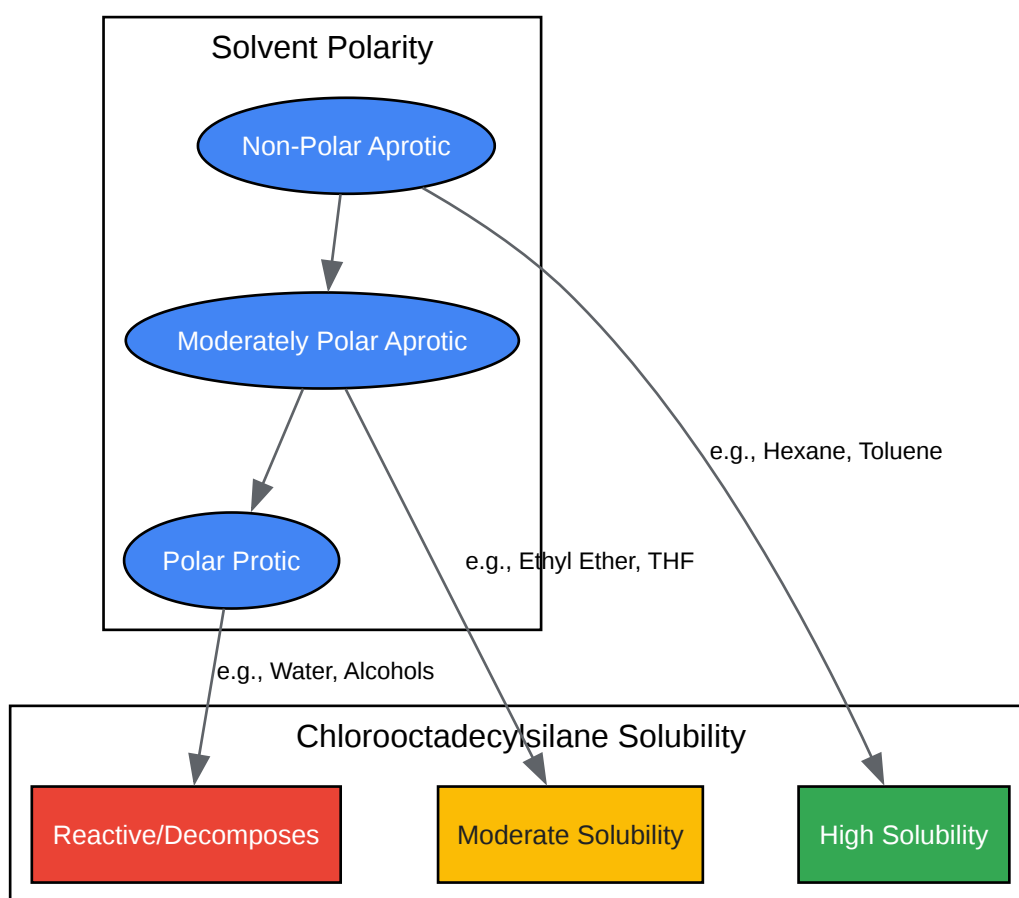 Solvent Polarity
Non-Polar Aprotic
Moderately Polar Aprotic
e.g., Hexane, Toluene
Polar Protic
e.g., Ethyl Ether, THF
e.g., Water, Alcohols
Chlorooctadecylsilane Solubility
Reactive/Decomposes
Moderate Solubility
High Solubility